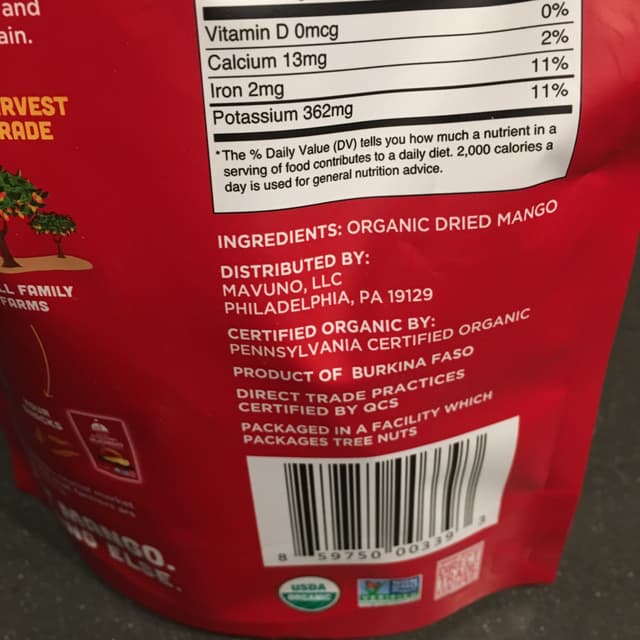 and
ain.
RVEST
RADE
LL FAMILY
FARMS
MANGO.
ELSE.
0%
Vitamin D 0mcg
2%
Calcium 13mg
11%
Iron 2mg
11%
Potassium 362mg
*The % Daily Value (DV) tells you how much a nutrient in a
serving of food contributes to a daily diet. 2,000 calories a
day is used for general nutrition advice.
INGREDIENTS: ORGANIC DRIED MANGO
DISTRIBUTED BY:
MAVUNO, LLC
PHILADELPHIA, PA 19129
CERTIFIED ORGANIC BY:
PENNSYLVANIA CERTIFIED ORGANIC
PRODUCT OF BURKINA FASO
DIRECT TRADE PRACTICES
CERTIFIED BY QCS
PACKAGED IN A FACILITY WHICH
PACKAGES TREE NUTS
8 59750 00339 3
USDA
ORGANIC
VERIFIED